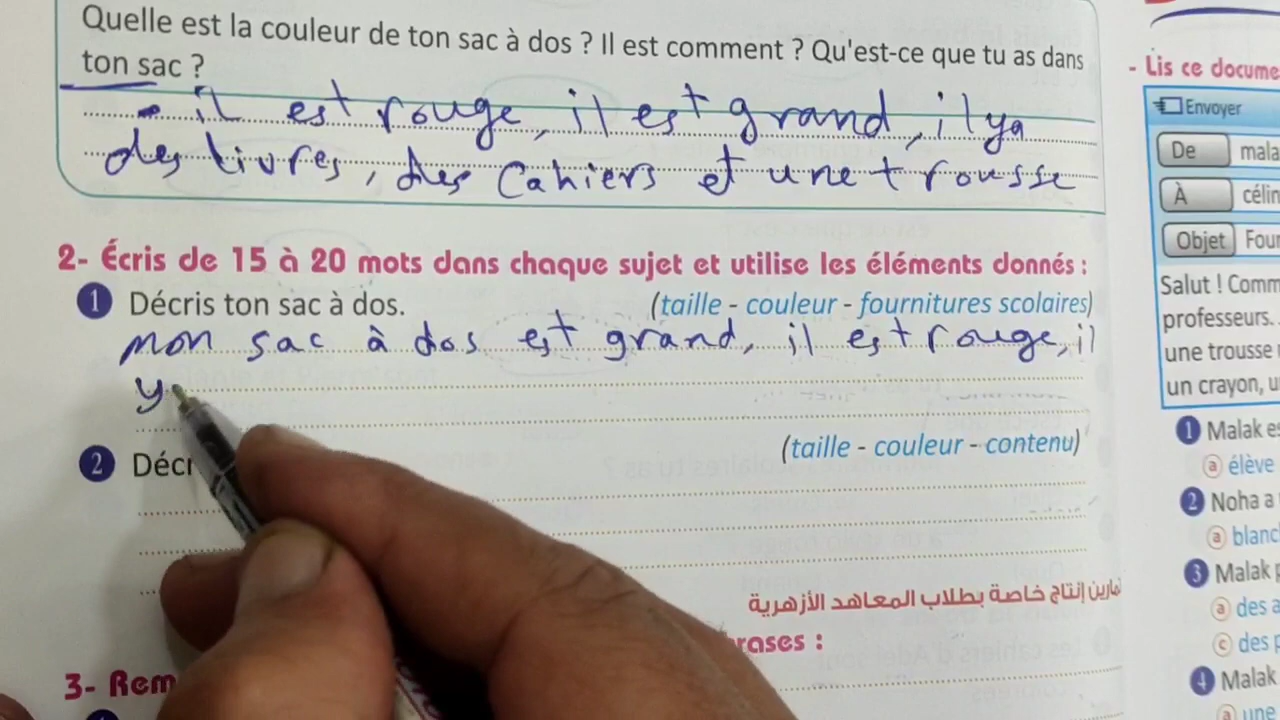 Quelle est la couleur de ton sac à dos ? Il est comment ? Qu'est-ce que tu as dans
ton sac ?
- il est rouge, il est grand, il ya
des livres, des cahiers et une trousse
2- Écris de 15 à 20 mots dans chaque sujet et utilise les éléments donnés :
1 Décris ton sac à dos. (taille - couleur - fournitures scolaires)
mon sac à dos est grand, il est rouge, il
y
2 Décri (taille - couleur - contenu)
تمارين إنتاج خاصة بطلاب المعاهد الأزهرية
rases :
3- Rem
- Lis ce docume
Envoyer
De mala
À célin
Objet Four
Salut ! Comm
professeurs.
une trousse
un crayon, u
1 Malak es
a élève
2 Noha a
a blanc
3 Malak p
a des a
c des p
4 Malak
a une